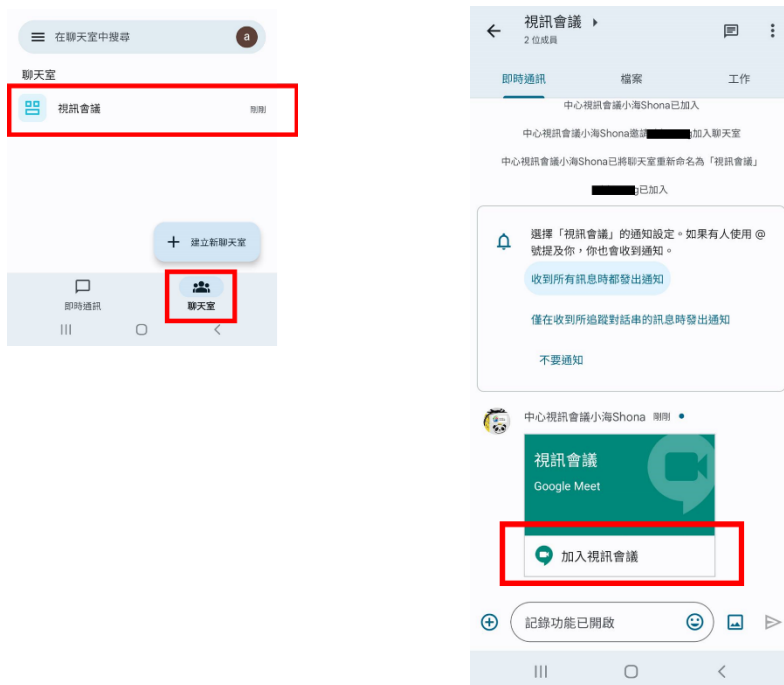 在聊天室中搜尋
a
聊天室
視訊會議
剛剛
建立新聊天室
即時通訊
聊天室
視訊會議
2 位成員
即時通訊
檔案
工作
中心視訊會議小海Shona已加入
中心視訊會議小海Shona邀請 加入聊天室
中心視訊會議小海Shona已將聊天室重新命名為「視訊會議」
g已加入
選擇「視訊會議」的通知設定。如果有人使用 @
號提及你，你也會收到通知。
收到所有訊息時都發出通知
僅在收到所追蹤對話串的訊息時發出通知
不要通知
中心視訊會議小海Shona 剛剛
視訊會議
Google Meet
加入視訊會議
記錄功能已開啟